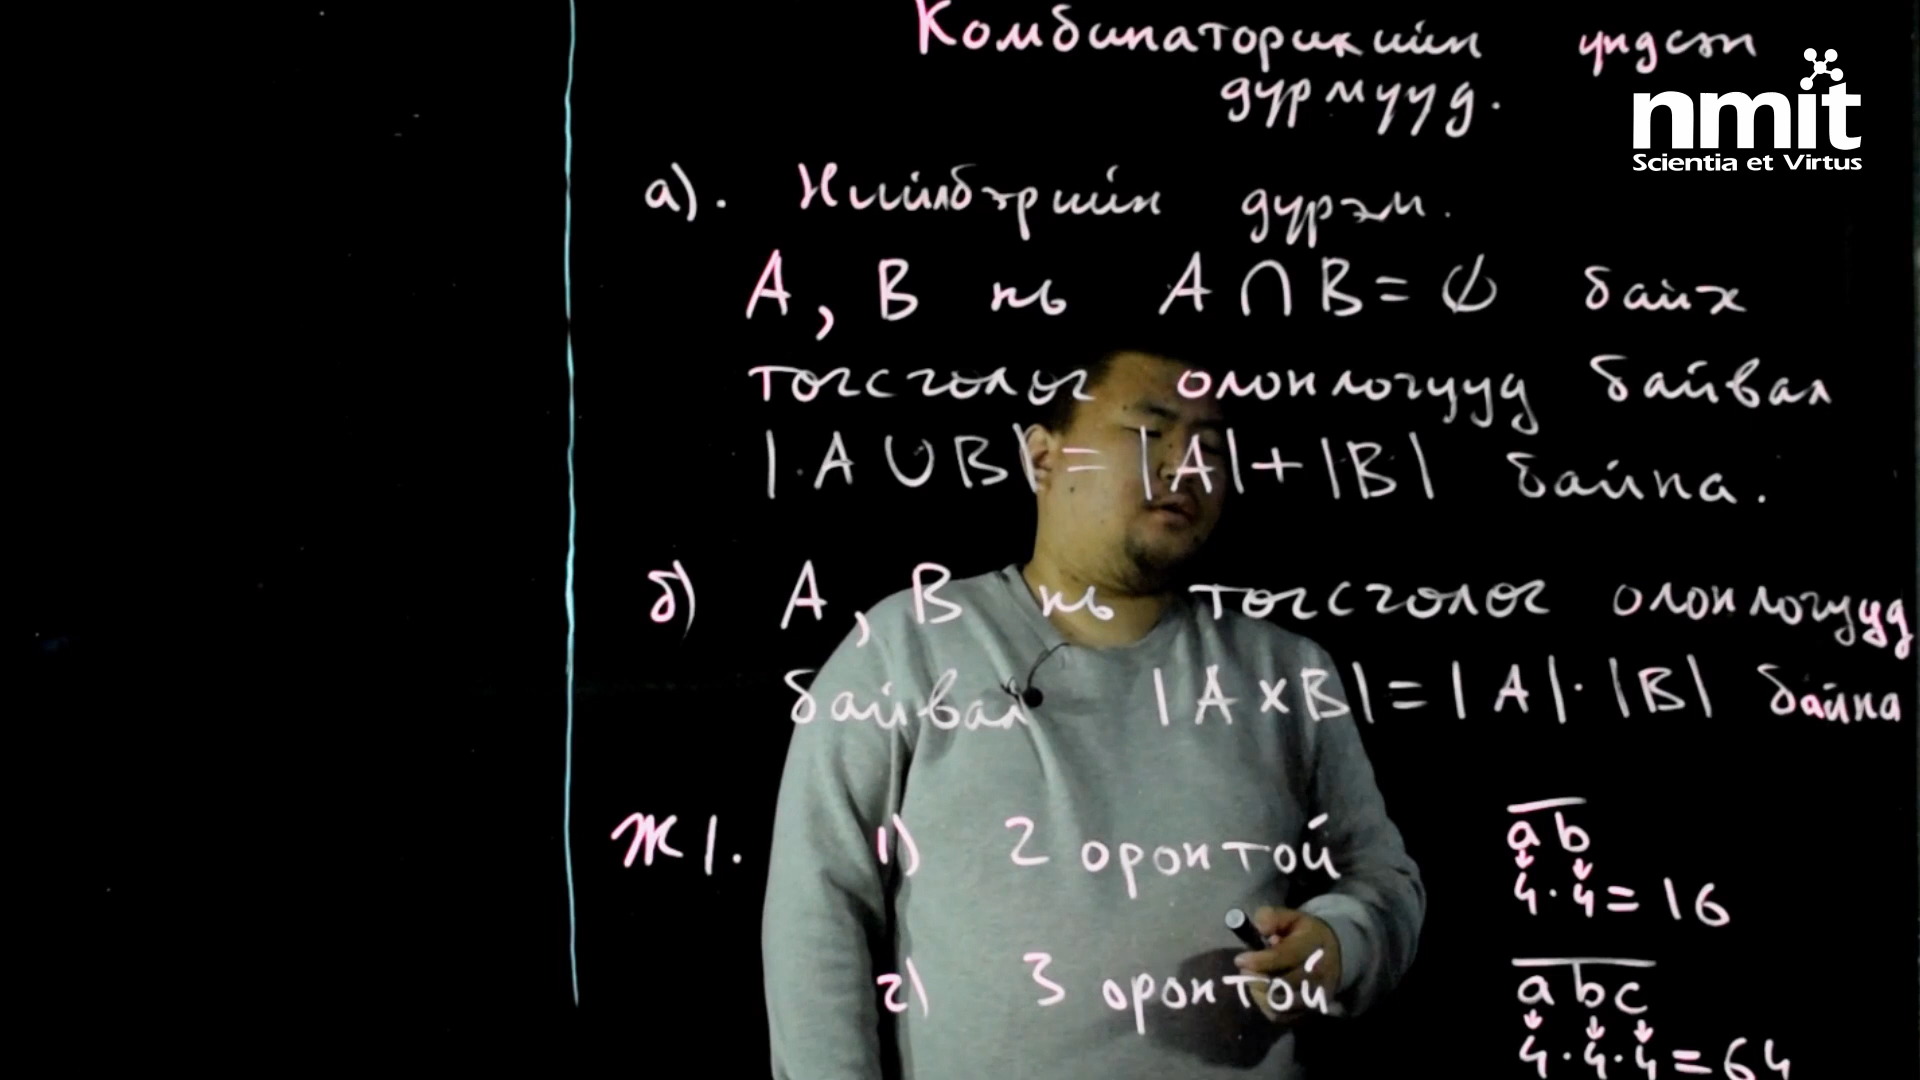 Комбинаторикийн үндсэн
дүрмүүд.
nmit
Scientia et Virtus
а). Нийлбэрийн дүрэм.
A, B нь A ∩ B = ∅ байх
төгсгөлөг олонлогууд байвал
|A ∪ B| = |A| + |B| байна.
б) A, B нь төгсгөлөг олонлогууд
байвал |A × B| = |A| · |B| байна
Ж1. 1) 2 оронтой ab
4 · 4 = 16
2) 3 оронтой abc
4 · 4 · 4 = 64